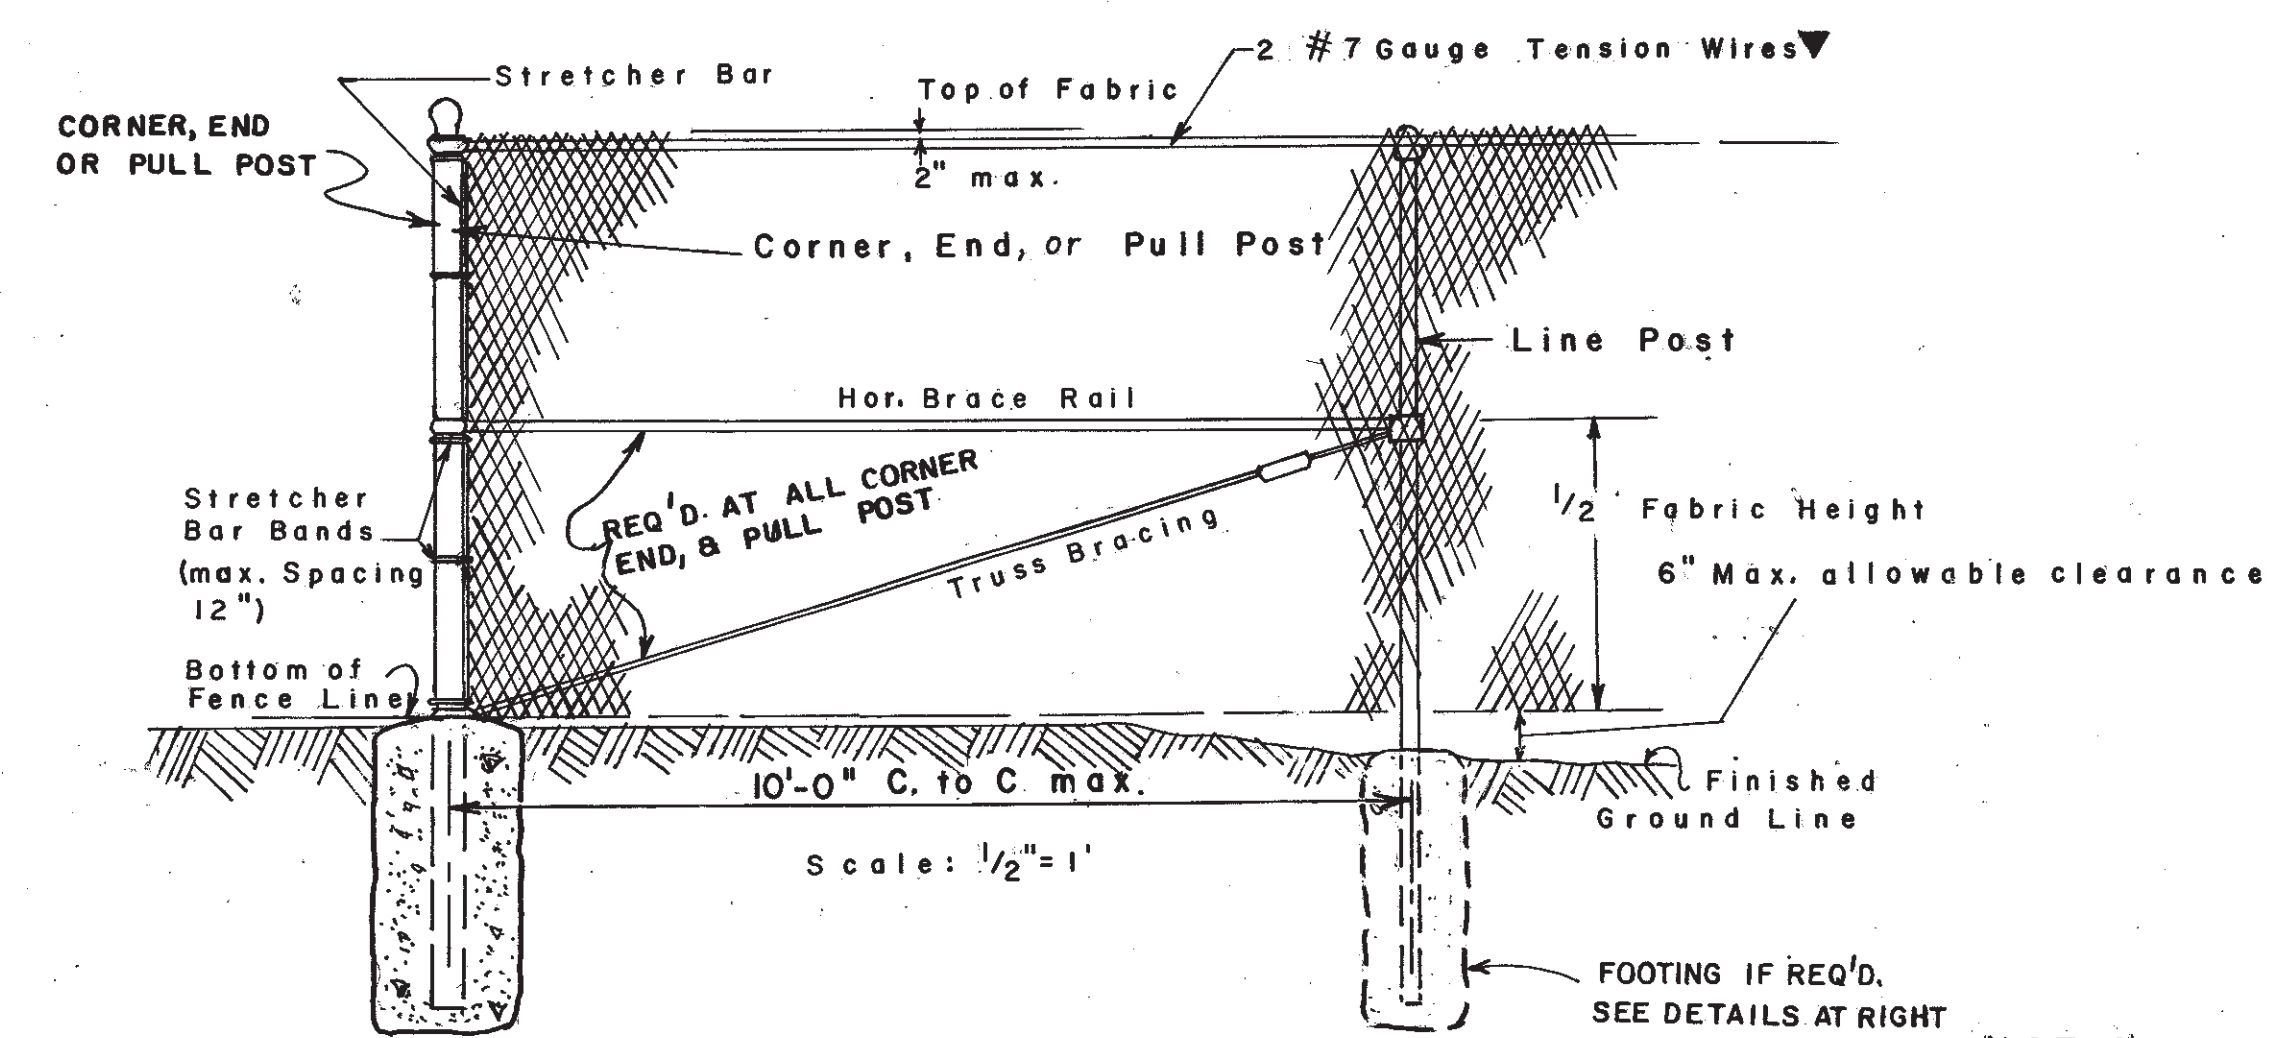 2 #7 Gauge Tension Wires▼
Stretcher Bar
Top of Fabric
CORNER, END
OR PULL POST
2" max.
Corner, End, or Pull Post
Line Post
Hor. Brace Rail
REQ'D. AT ALL CORNER
END, & PULL POST
Stretcher
Bar Bands
(max. Spacing
12")
1/2 Fabric Height
Truss Bracing
6" Max. allowable clearance
Bottom of
Fence Line
10'-0" C. to C. max.
Finished
Ground Line
Scale: 1/2"= 1'
FOOTING IF REQ'D.
SEE DETAILS AT RIGHT